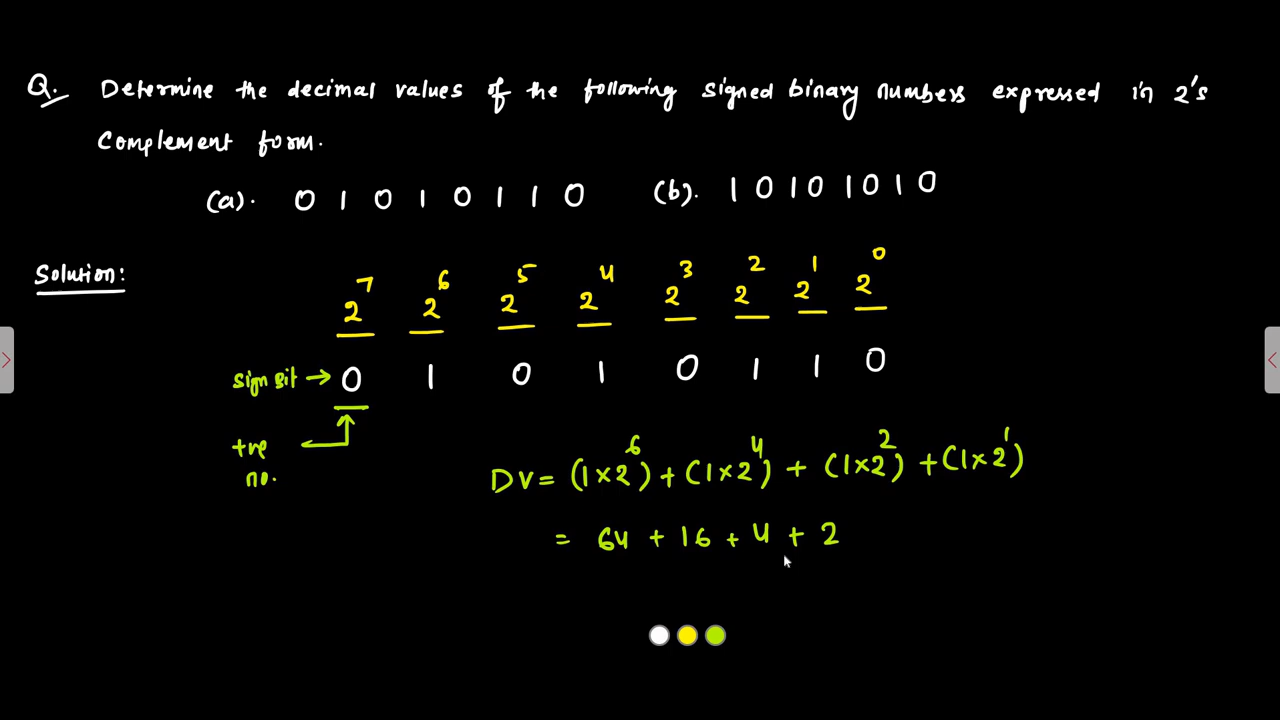 Q. Determine the decimal values of the following signed binary numbers expressed in 2's
Complement form.
(a). 0 1 0 1 0 1 1 0 (b). 1 0 1 0 1 0 1 0
Solution:
2^7 2^6 2^5 2^4 2^3 2^2 2^1 2^0
sign sit → 0 1 0 1 0 1 1 0
+ve
no.
DV = (1×2^6) + (1×2^4) + (1×2^2) + (1×2^1)
= 64 + 16 + 4 + 2